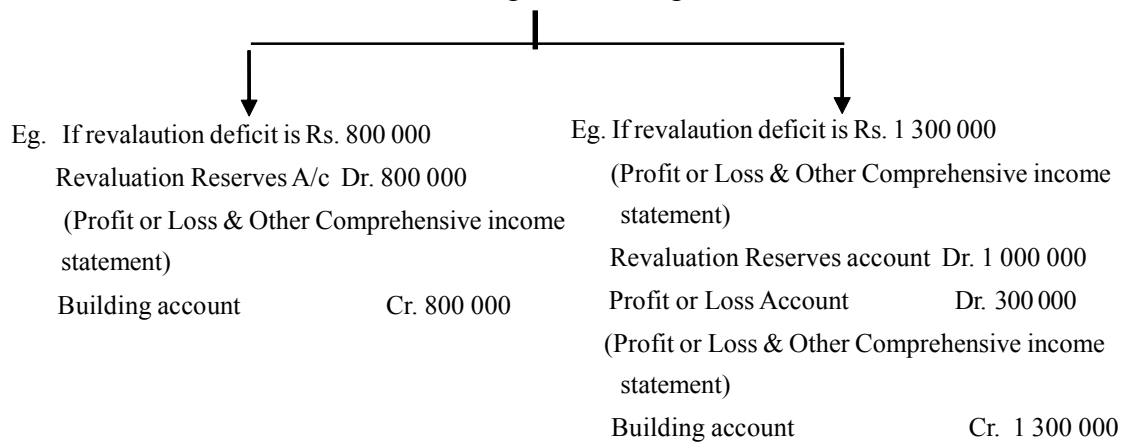 Eg. If revalaution deficit is Rs. 800 000
Revaluation Reserves A/c Dr. 800 000
(Profit or Loss & Other Comprehensive income
statement)
Building account Cr. 800 000
Eg. If revalaution deficit is Rs. 1 300 000
(Profit or Loss & Other Comprehensive income
statement)
Revaluation Reserves account Dr. 1 000 000
Profit or Loss Account Dr. 300 000
(Profit or Loss & Other Comprehensive income
statement)
Building account Cr. 1 300 000